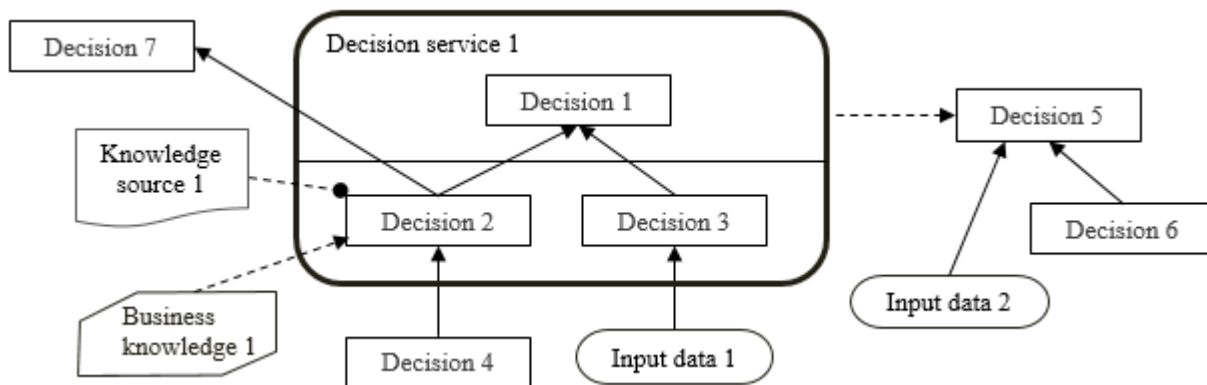 Decision 7
Decision service 1
Decision 1
Decision 5
Knowledge
source 1
Decision 2
Decision 3
Decision 6
Business
knowledge 1
Input data 2
Decision 4
Input data 1